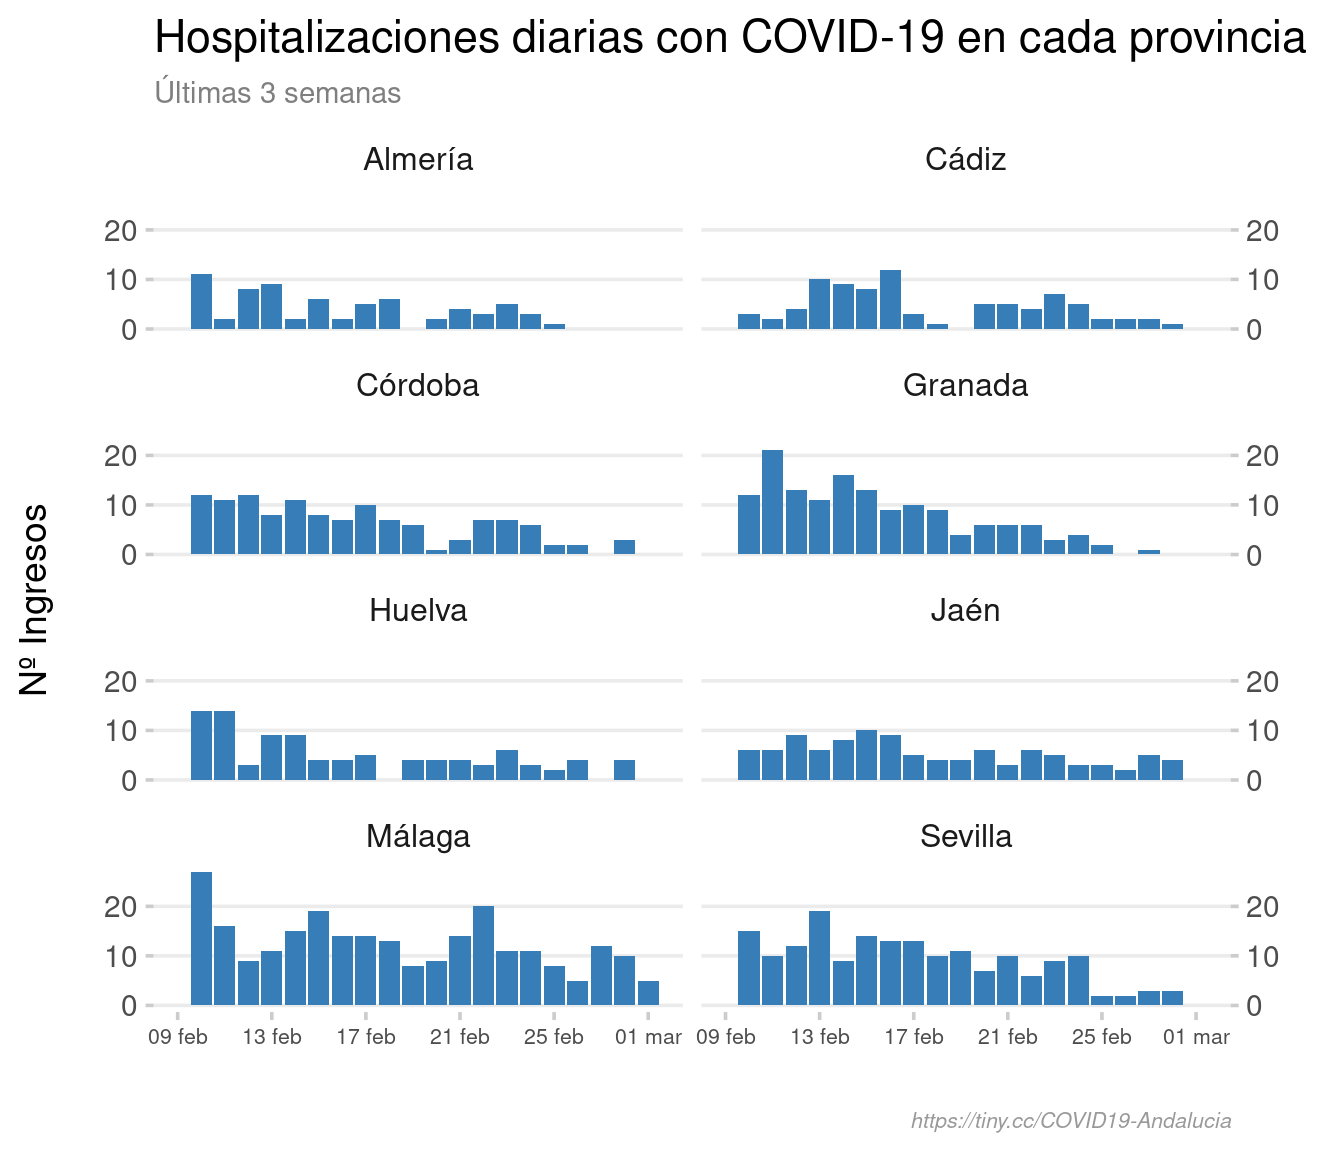 Hospitalizaciones diarias con COVID-19 en cada provincia
Últimas 3 semanas
Nº Ingresos
Almería
Cádiz
20
10
0
20
10
0
Córdoba
Granada
20
10
0
20
10
0
Huelva
Jaén
20
10
0
20
10
0
Málaga
Sevilla
20
10
0
20
10
0
09 feb 13 feb 17 feb 21 feb 25 feb 01 mar
09 feb 13 feb 17 feb 21 feb 25 feb 01 mar
https://tiny.cc/COVID19-Andalucia